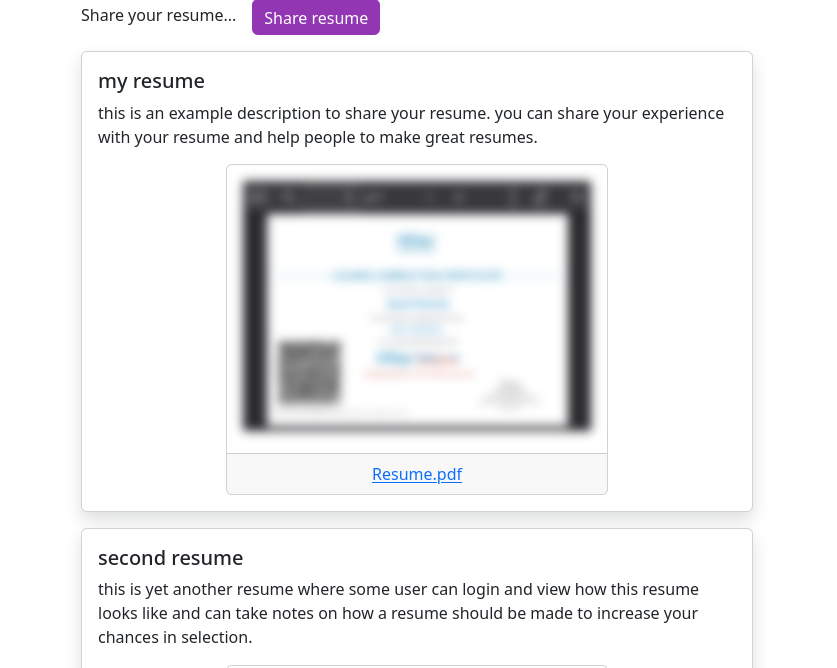 Share your resume...
Share resume
my resume
this is an example description to share your resume. you can share your experience
with your resume and help people to make great resumes.
Resume.pdf
second resume
this is yet another resume where some user can login and view how this resume
looks like and can take notes on how a resume should be made to increase your
chances in selection.